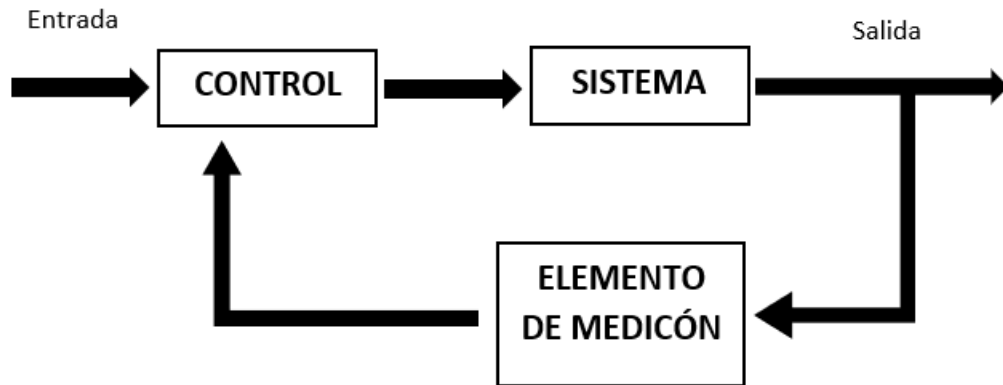 Entrada
Salida
CONTROL
SISTEMA
ELEMENTO
DE MEDICÓN